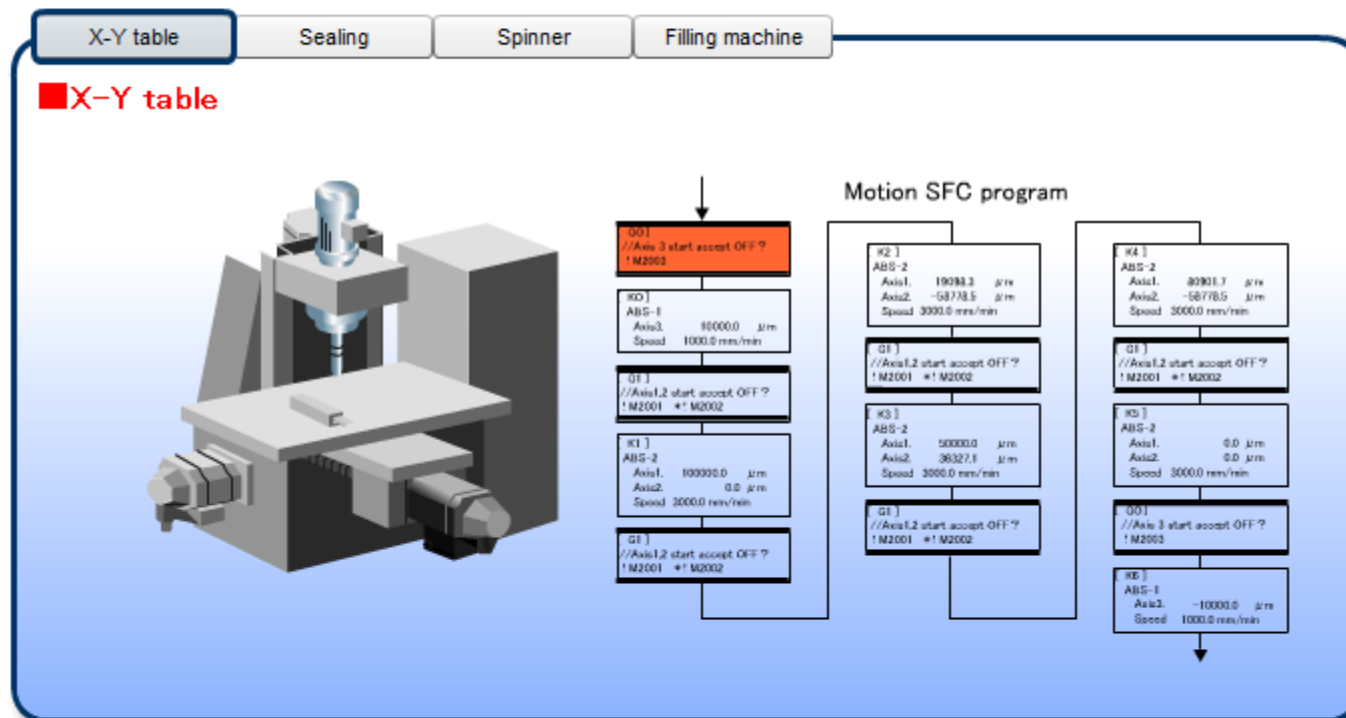 X-Y table
Sealing
Spinner
Filling machine
■X-Y table
Motion SFC program
[ G0 ]
//Axis 3 start accept OFF?
!M2003
[ K0 ]
ABS-1
Axis3. 10000.0 μm
Speed 1000.0 mm/min
[ G1 ]
//Axis1,2 start accept OFF?
!M2001 *! M2002
[ K1 ]
ABS-2
Axis1. 100000.0 μm
Axis2. 0.0 μm
Speed 3000.0 mm/min
[ G1 ]
//Axis1,2 start accept OFF?
!M2001 *! M2002
[ K2 ]
ABS-2
Axis1. 19098.3 μm
Axis2. -58778.5 μm
Speed 3000.0 mm/min
[ G1 ]
//Axis1,2 start accept OFF?
!M2001 *! M2002
[ K3 ]
ABS-2
Axis1. 50000.0 μm
Axis2. 36327.1 μm
Speed 3000.0 mm/min
[ G1 ]
//Axis1,2 start accept OFF?
!M2001 *! M2002
[ K4 ]
ABS-2
Axis1. 80901.7 μm
Axis2. -58778.5 μm
Speed 3000.0 mm/min
[ G1 ]
//Axis1,2 start accept OFF?
!M2001 *! M2002
[ K5 ]
ABS-2
Axis1. 0.0 μm
Axis2. 0.0 μm
Speed 3000.0 mm/min
[ G0 ]
//Axis 3 start accept OFF?
!M2003
[ K6 ]
ABS-1
Axis3. -10000.0 μm
Speed 1000.0 mm/min